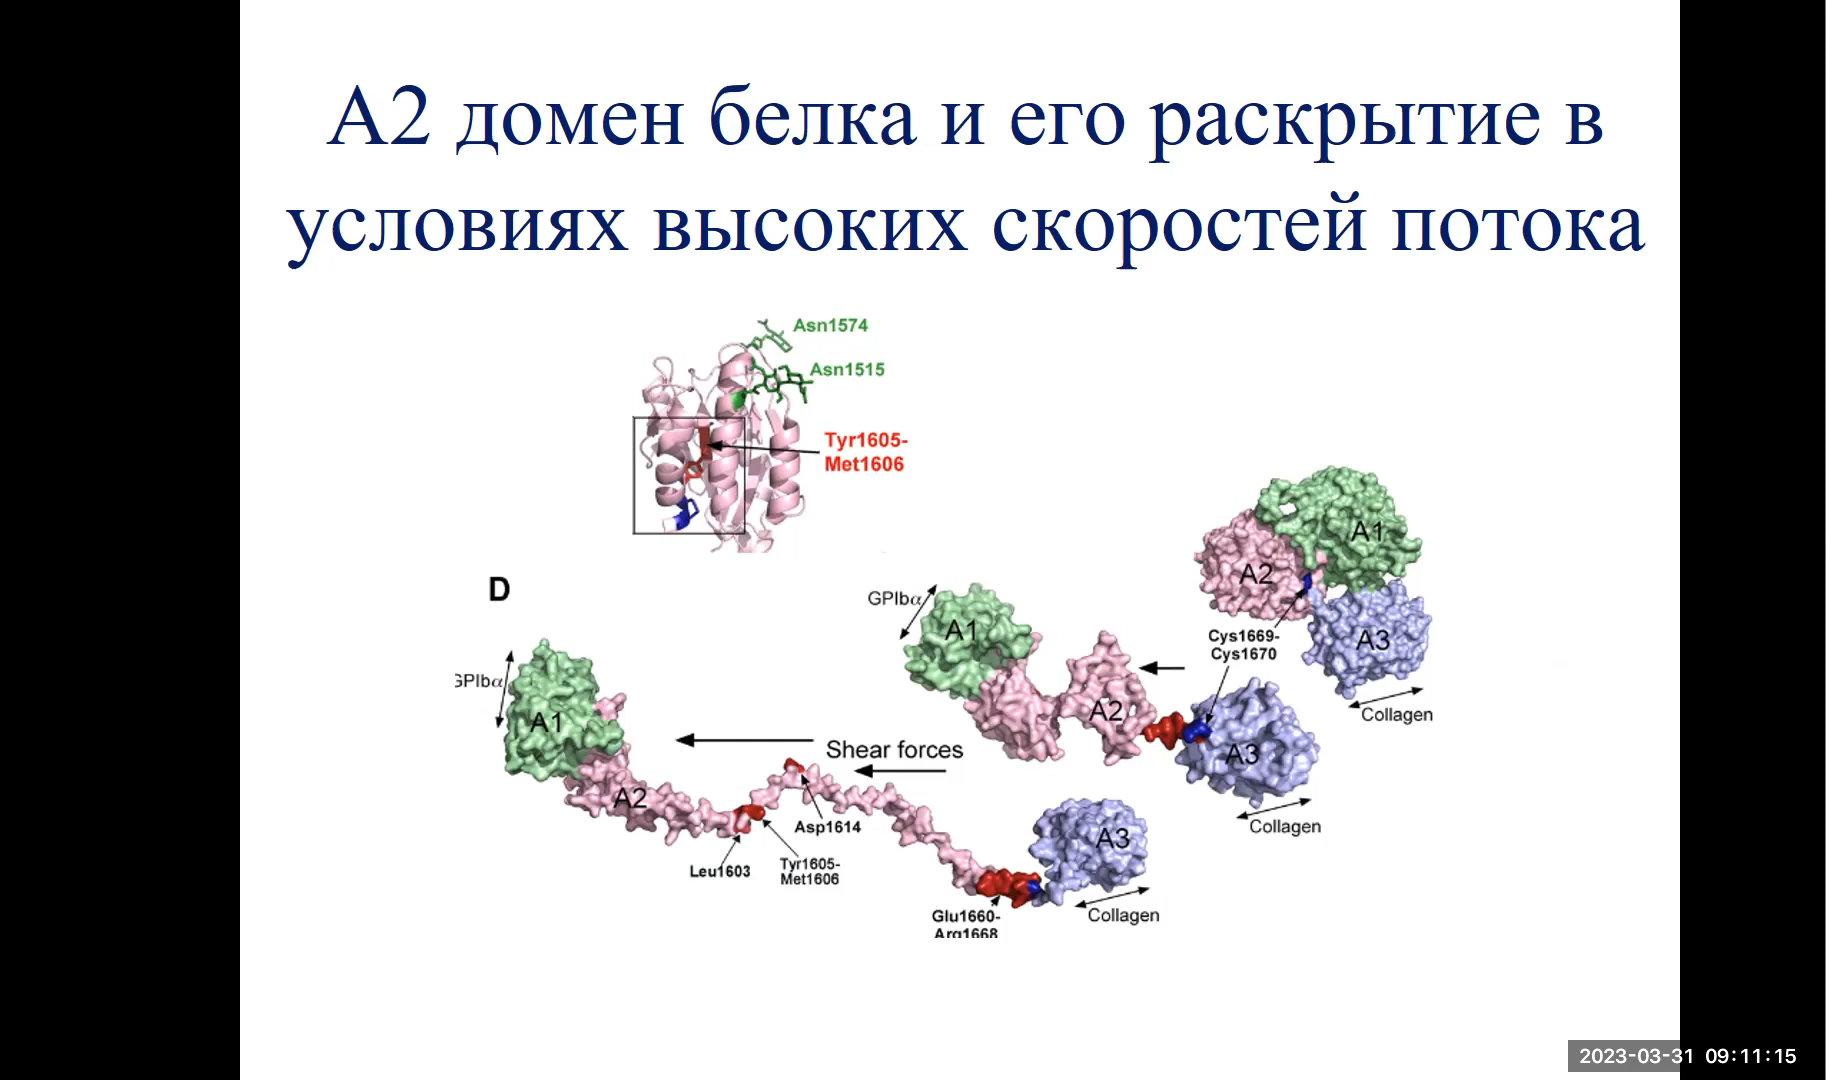 А2 домен белка и его раскрытие в
условиях высоких скоростей потока
Asn1574
Asn1515
Tyr1605-
Met1606
D
GPIbα
A1
A2
Shear forces
Leu1603
Tyr1605-
Met1606
Asp1614
Glu1660-
Arg1668
A3
Collagen
GPIbα
A1
A2
A3
Collagen
Cys1669-
Cys1670
A1
A2
A3
Collagen
2023-03-31 09:11:15